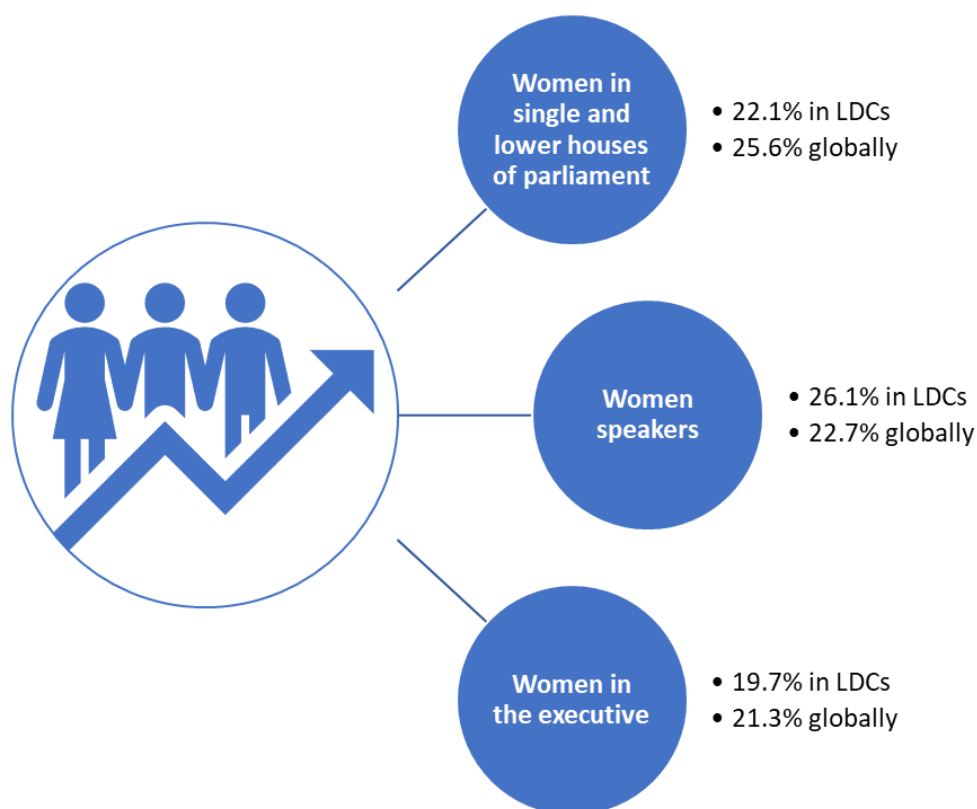 Women in
single and
lower houses
of parliament
• 22.1% in LDCs
• 25.6% globally
Women
speakers
• 26.1% in LDCs
• 22.7% globally
Women in
the executive
• 19.7% in LDCs
• 21.3% globally